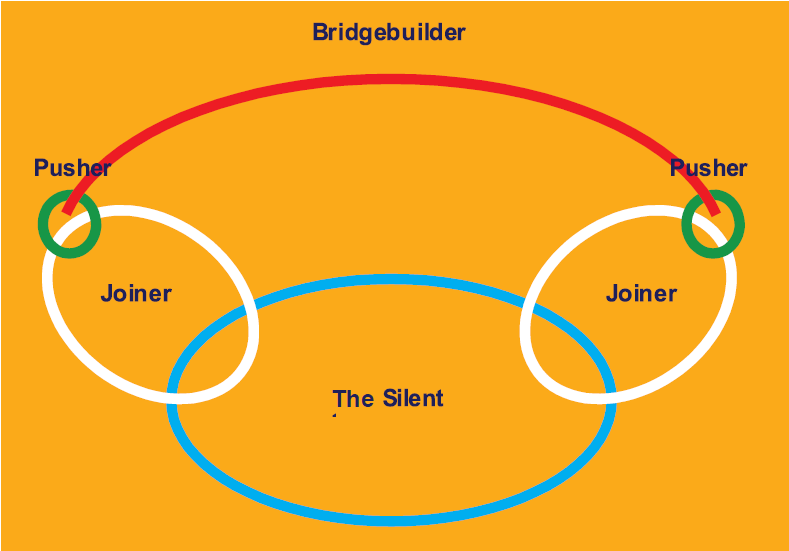 Bridgebuilder
Pusher
Pusher
Joiner
Joiner
The Silent